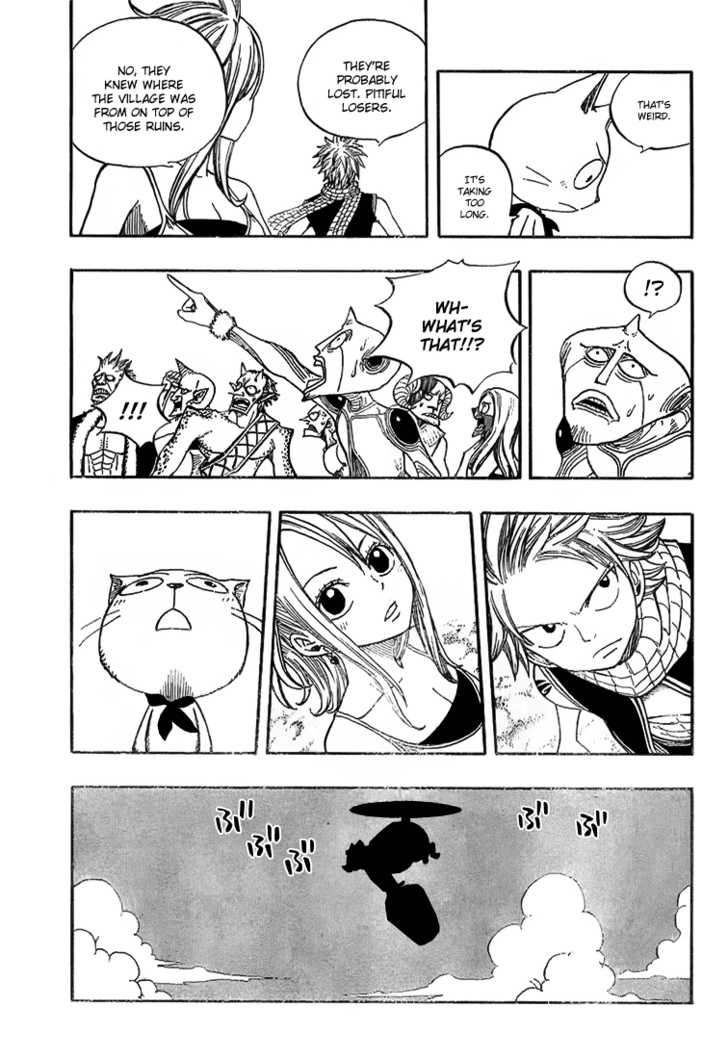 THAT'S
WEIRD.
IT'S
TAKING
TOO
LONG.
THEY'RE
PROBABLY
LOST. PITIFUL
LOSERS.
NO, THEY
KNEW WHERE
THE VILLAGE WAS
FROM ON TOP OF
THOSE RUINS.
!?
WH-
WHAT'S
THAT!!?
!!!
ぶ"
ぶ"
ぶ"
ぶ"
ぶ"